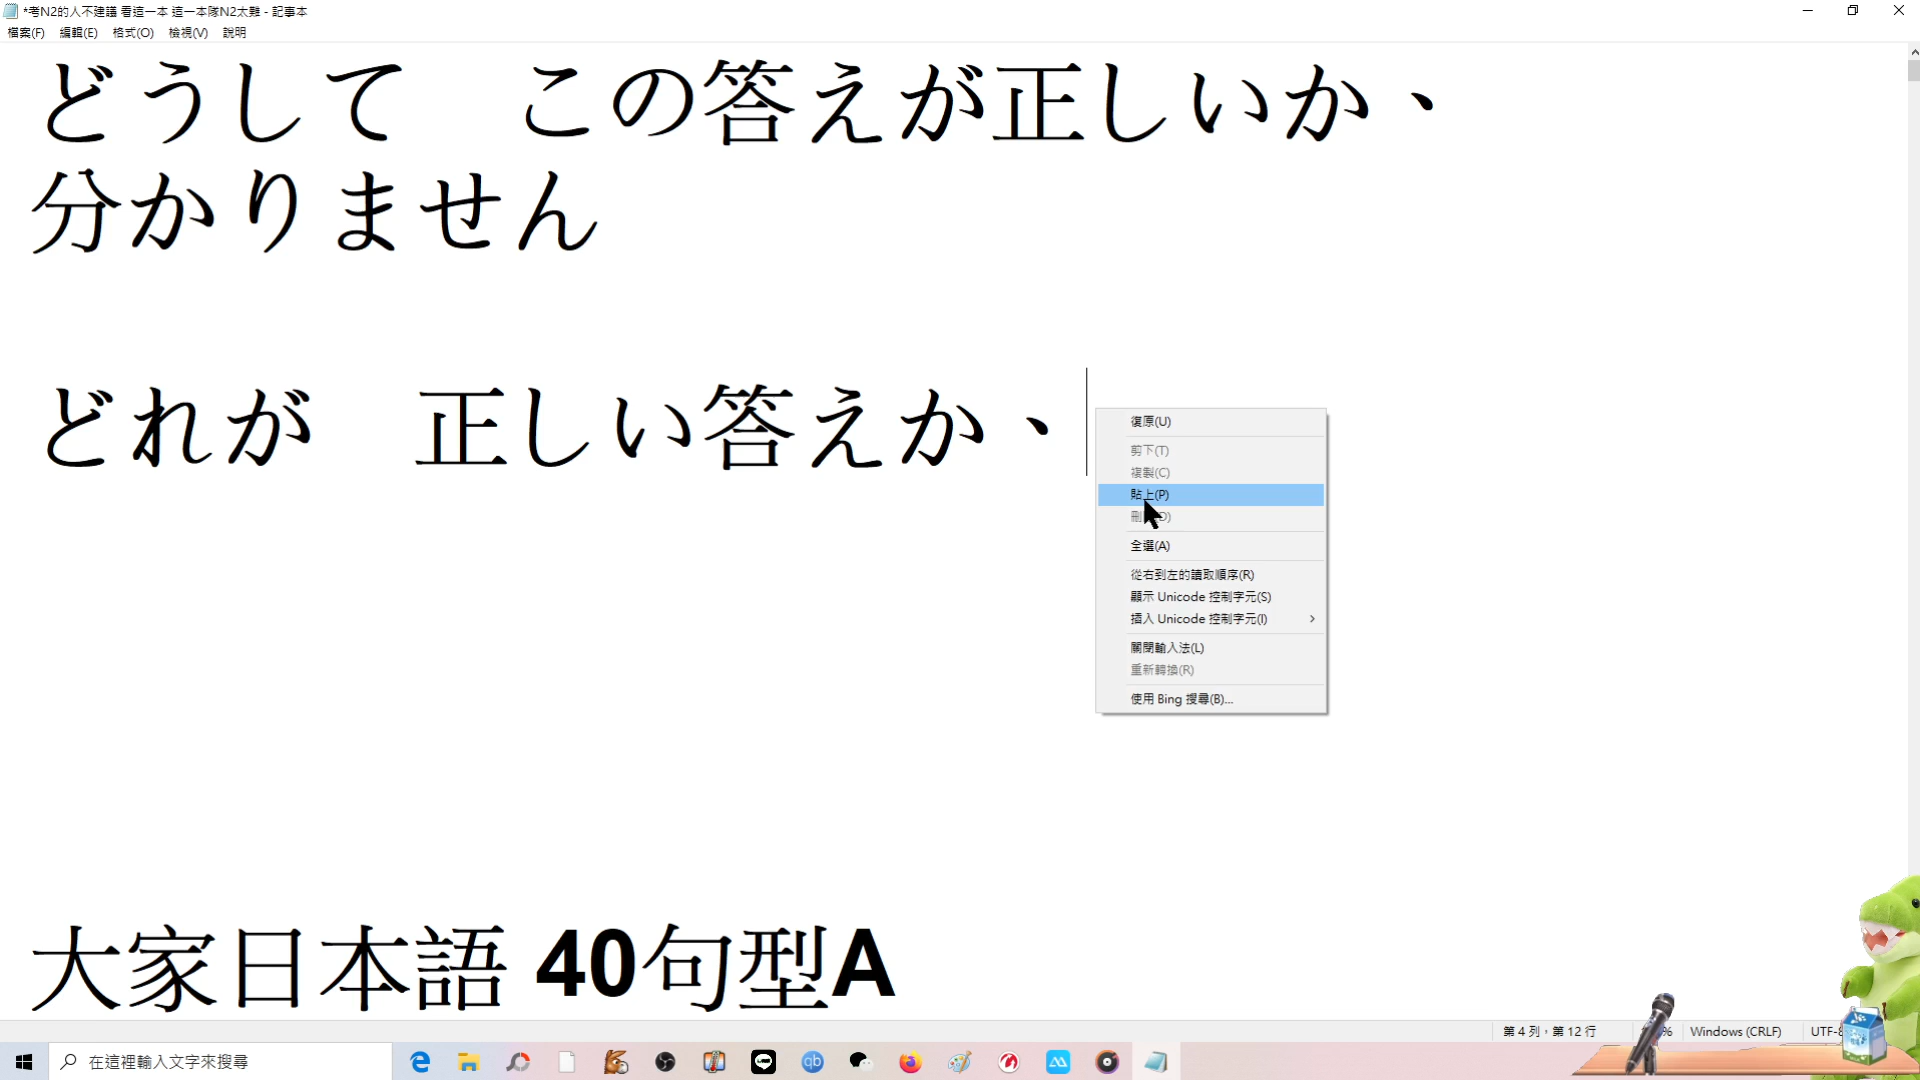 *考N2的人不建議 看這一本 這一本隊N2太難 - 記事本
檔案(F) 編輯(E) 格式(O) 檢視(V) 說明
どうして　この答えが正しいか、
分かりません
どれが　正しい答えか、
復原(U)
剪下(T)
複製(C)
貼上(P)
全選(A)
從右到左的讀取順序(R)
顯示 Unicode 控制字元(S)
插入 Unicode 控制字元(I)
關閉輸入法(L)
重新轉換(R)
使用 Bing 搜尋(B)...
大家日本語 40句型A
第 4 列，第 12 行 Windows (CRLF)
在這裡輸入文字來搜尋